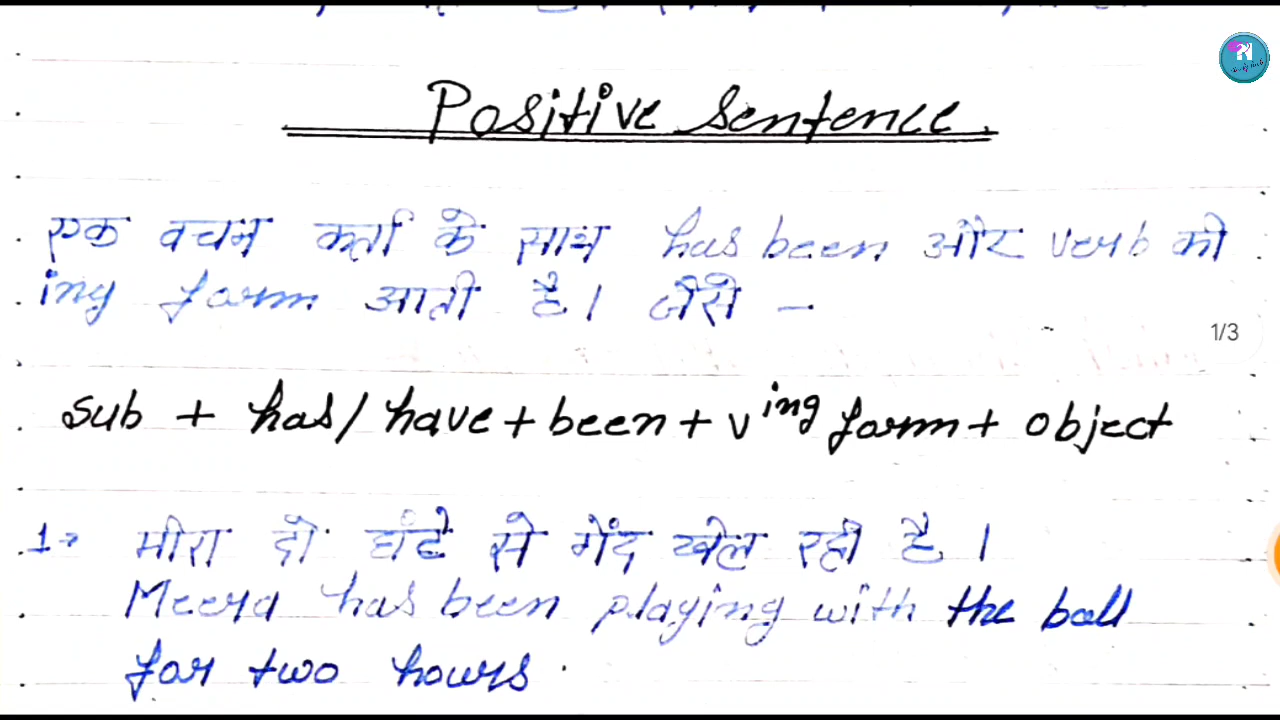 Positive Sentence.
एक वचन कर्ता के साथ has been और verb की
ing form आती है। जैसे –
1/3
sub + has/ have + been + v ing form + object
1→ मीरा दो घंटे से गेंद खेल रही है।
Meera has been playing with the ball
for two hours.